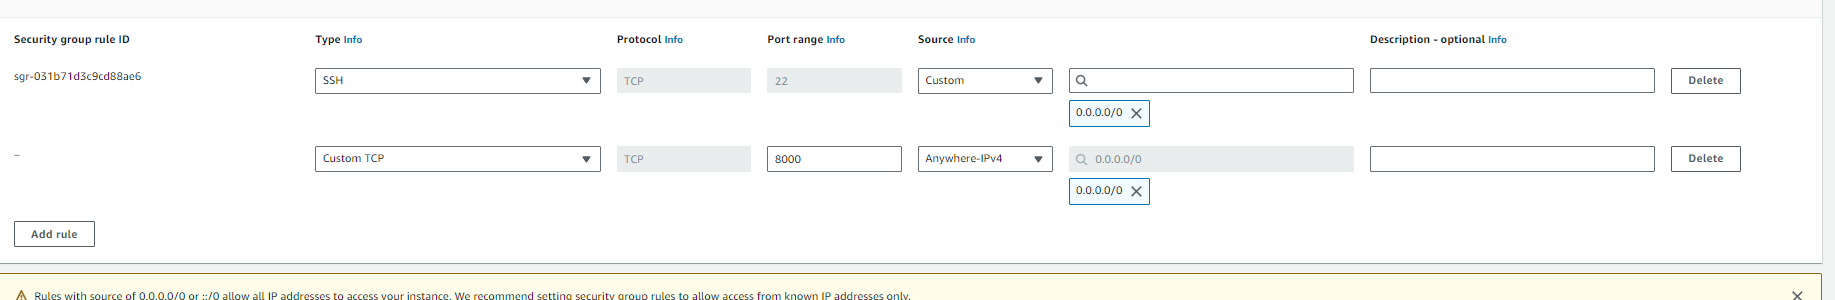 Security group rule ID Type Info Protocol Info Port range Info Source Info Description - optional Info
sgr-031b71d3c9cd88ae6 SSH TCP 22 Custom Delete
0.0.0.0/0
– Custom TCP TCP 8000 Anywhere-IPv4 0.0.0.0/0 Delete
0.0.0.0/0
Add rule
Rules with source of 0.0.0.0/0 or ::/0 allow all IP addresses to access your instance. We recommend setting security group rules to allow access from known IP addresses only.